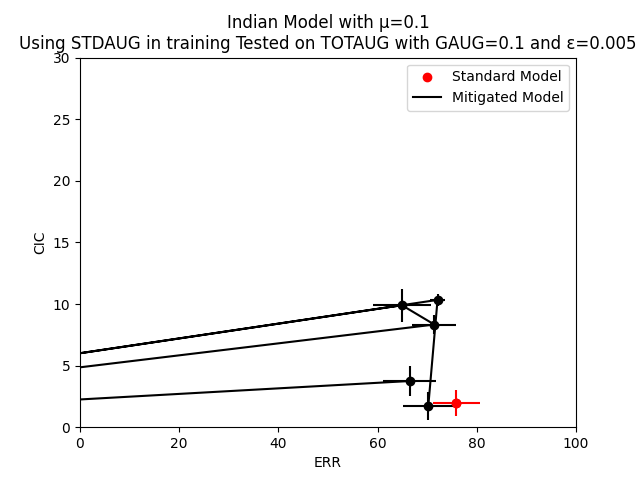 Indian Model with μ=0.1
Using STDAUG in training Tested on TOTAUG with GAUG=0.1 and ε=0.005
30
25
20
15
10
5
0
CIC
Standard Model
Mitigated Model
0 20 40 60 80 100
ERR